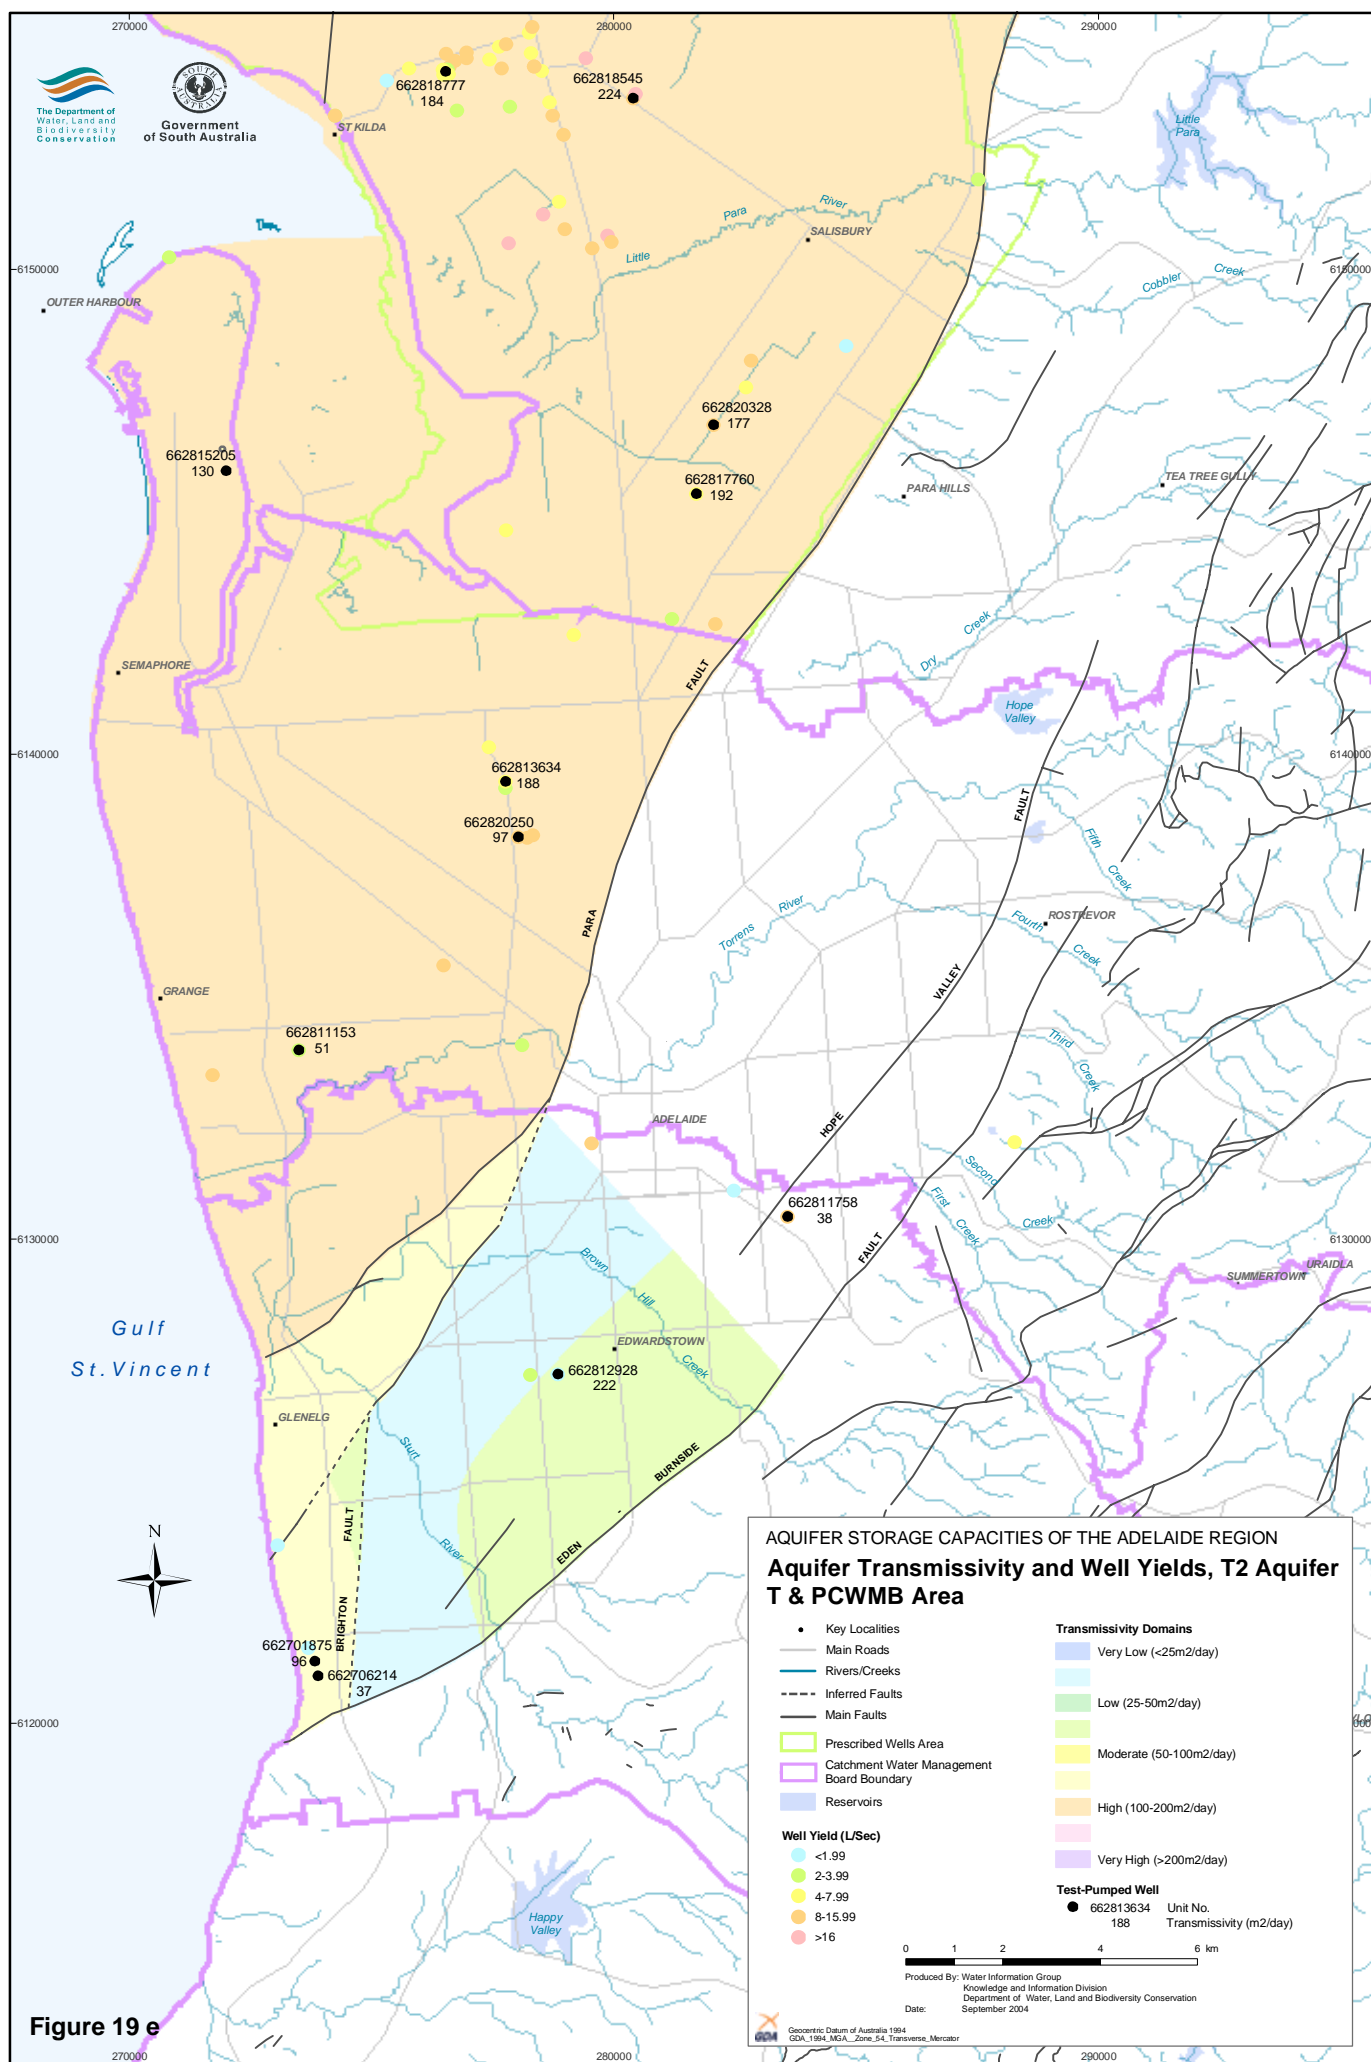 270000
280000
290000
The Department of
Water, Land and
Biodiversity
Conservation
SOUTH
AUSTRALIA
Government
of South Australia
662818777
184
662818545
224
ST KILDA
Little
Para
Little
Para
River
SALISBURY
Cobbler
Creek
6150000
6150000
OUTER HARBOUR
662820328
177
662815205
130
662817760
192
PARA HILLS
TEA TREE GULLY
Dry
Creek
SEMAPHORE
FAULT
Hope
Valley
6140000
6140000
662813634
188
662820250
97
FAULT
Fifth
Creek
PARA
Torrens
River
Fourth
Creek
ROSTREVOR
GRANGE
VALLEY
662811153
51
Third
Creek
ADELAIDE
HOPE
Second
Creek
First
Creek
662811758
38
FAULT
6130000
6130000
Brown
Hill
Creek
SUMMERTOWN
URAIDLA
Gulf
St.Vincent
EDWARDSTOWN
662812928
222
GLENELG
Sturt
River
BURNSIDE
EDEN
FAULT
BRIGHTON
N
662701875
96
662706214
37
6120000
Happy
Valley
AQUIFER STORAGE CAPACITIES OF THE ADELAIDE REGION
Aquifer Transmissivity and Well Yields, T2 Aquifer
T & PCWMB Area
Key Localities
Main Roads
Rivers/Creeks
Inferred Faults
Main Faults
Prescribed Wells Area
Catchment Water Management
Board Boundary
Reservoirs
Well Yield (L/Sec)
<1.99
2-3.99
4-7.99
8-15.99
>16
Transmissivity Domains
Very Low (<25m2/day)
Low (25-50m2/day)
Moderate (50-100m2/day)
High (100-200m2/day)
Very High (>200m2/day)
Test-Pumped Well
662813634 Unit No.
188 Transmissivity (m2/day)
0 1 2 4 6 km
Produced By: Water Information Group
Knowledge and Information Division
Department of Water, Land and Biodiversity Conservation
Date: September 2004
GDA
Geocentric Datum of Australia 1994
GDA_1994_MGA_Zone_54_Transverse_Mercator
Figure 19 e
270000
280000
290000